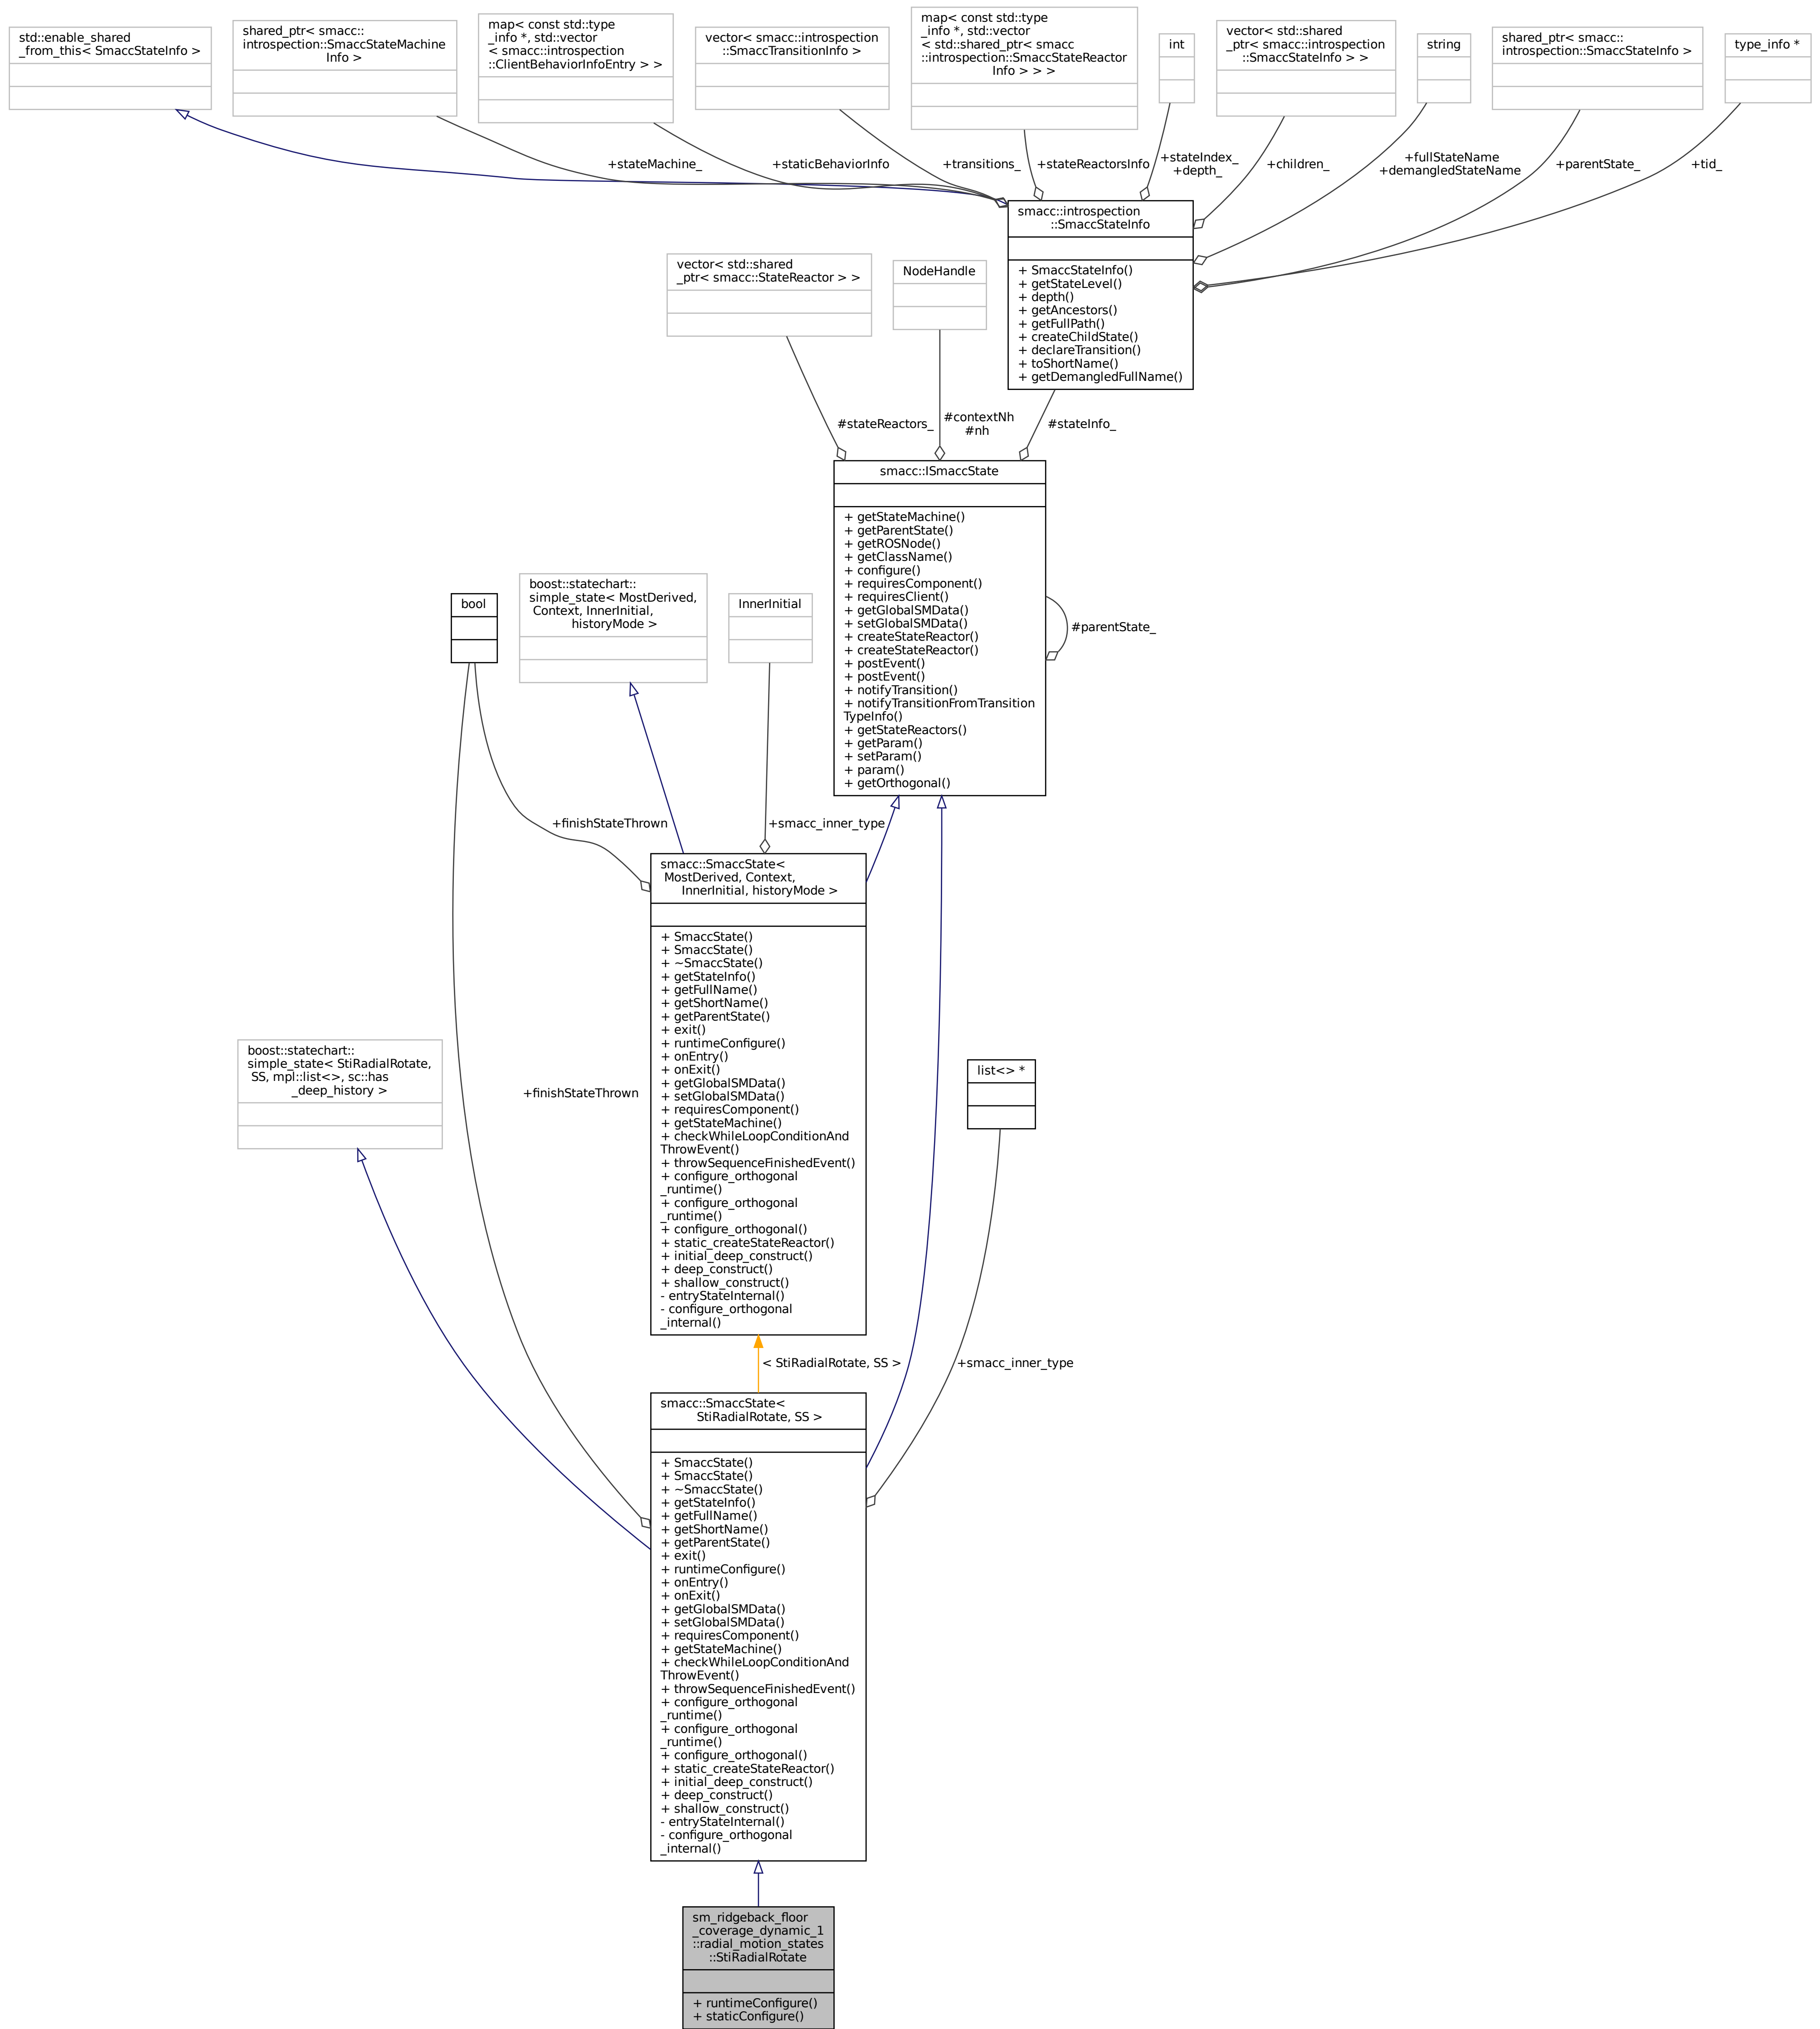 std::enable_shared
_from_this< SmaccStateInfo >
shared_ptr< smacc::
introspection::SmaccStateMachine
Info >
map< const std::type
_info *, std::vector
< smacc::introspection
::ClientBehaviorInfoEntry > >
vector< smacc::introspection
::SmaccTransitionInfo >
map< const std::type
_info *, std::vector
< std::shared_ptr< smacc
::introspection::SmaccStateReactor
Info > > >
int
vector< std::shared
_ptr< smacc::introspection
::SmaccStateInfo > >
string
shared_ptr< smacc::
introspection::SmaccStateInfo >
type_info *
+stateMachine_
+staticBehaviorInfo
+transitions_
+stateReactorsInfo
+stateIndex_
+depth_
+children_
+fullStateName
+demangledStateName
+parentState_
+tid_
smacc::introspection
::SmaccStateInfo
+ SmaccStateInfo()
+ getStateLevel()
+ depth()
+ getAncestors()
+ getFullPath()
+ createChildState()
+ declareTransition()
+ toShortName()
+ getDemangledFullName()
vector< std::shared
_ptr< smacc::StateReactor > >
NodeHandle
#stateReactors_
#contextNh
#nh
#stateInfo_
smacc::ISmaccState
+ getStateMachine()
+ getParentState()
+ getROSNode()
+ getClassName()
+ configure()
+ requiresComponent()
+ requiresClient()
+ getGlobalSMData()
+ setGlobalSMData()
+ createStateReactor()
+ createStateReactor()
+ postEvent()
+ postEvent()
+ notifyTransition()
+ notifyTransitionFromTransition
TypeInfo()
+ getStateReactors()
+ getParam()
+ setParam()
+ param()
+ getOrthogonal()
#parentState_
bool
boost::statechart::
simple_state< MostDerived,
Context, InnerInitial,
historyMode >
InnerInitial
+finishStateThrown
+smacc_inner_type
smacc::SmaccState<
MostDerived, Context,
InnerInitial, historyMode >
+ SmaccState()
+ SmaccState()
+ ~SmaccState()
+ getStateInfo()
+ getFullName()
+ getShortName()
+ getParentState()
+ exit()
+ runtimeConfigure()
+ onEntry()
+ onExit()
+ getGlobalSMData()
+ setGlobalSMData()
+ requiresComponent()
+ getStateMachine()
+ checkWhileLoopConditionAnd
ThrowEvent()
+ throwSequenceFinishedEvent()
+ configure_orthogonal
_runtime()
+ configure_orthogonal
_runtime()
+ configure_orthogonal()
+ static_createStateReactor()
+ initial_deep_construct()
+ deep_construct()
+ shallow_construct()
- entryStateInternal()
- configure_orthogonal
_internal()
boost::statechart::
simple_state< StiRadialRotate,
SS, mpl::list<>, sc::has
_deep_history >
+finishStateThrown
list<> *
< StiRadialRotate, SS >
+smacc_inner_type
smacc::SmaccState<
StiRadialRotate, SS >
+ SmaccState()
+ SmaccState()
+ ~SmaccState()
+ getStateInfo()
+ getFullName()
+ getShortName()
+ getParentState()
+ exit()
+ runtimeConfigure()
+ onEntry()
+ onExit()
+ getGlobalSMData()
+ setGlobalSMData()
+ requiresComponent()
+ getStateMachine()
+ checkWhileLoopConditionAnd
ThrowEvent()
+ throwSequenceFinishedEvent()
+ configure_orthogonal
_runtime()
+ configure_orthogonal
_runtime()
+ configure_orthogonal()
+ static_createStateReactor()
+ initial_deep_construct()
+ deep_construct()
+ shallow_construct()
- entryStateInternal()
- configure_orthogonal
_internal()
sm_ridgeback_floor
_coverage_dynamic_1
::radial_motion_states
::StiRadialRotate
+ runtimeConfigure()
+ staticConfigure()